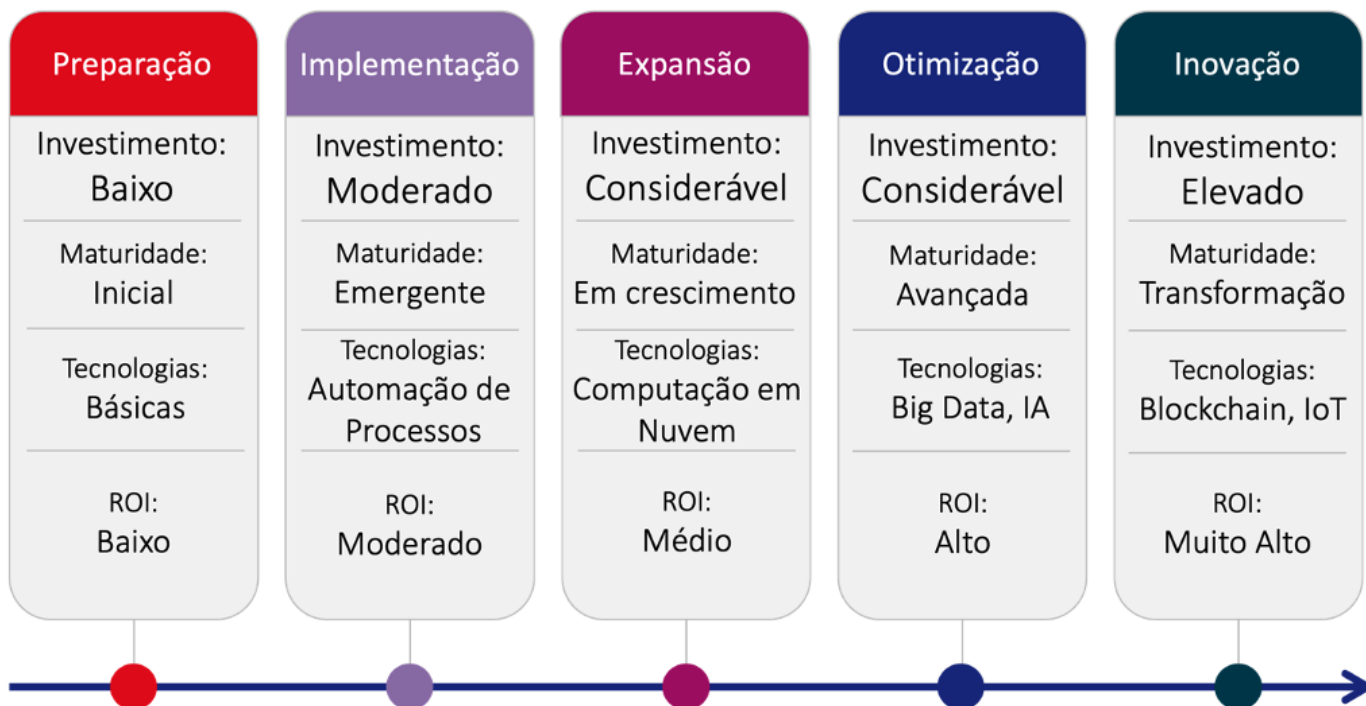 Preparação
Investimento:
Baixo
Maturidade:
Inicial
Tecnologias:
Básicas
ROI:
Baixo
Implementação
Investimento:
Moderado
Maturidade:
Emergente
Tecnologias:
Automação de
Processos
ROI:
Moderado
Expansão
Investimento:
Considerável
Maturidade:
Em crescimento
Tecnologias:
Computação em
Nuvem
ROI:
Médio
Otimização
Investimento:
Considerável
Maturidade:
Avançada
Tecnologias:
Big Data, IA
ROI:
Alto
Inovação
Investimento:
Elevado
Maturidade:
Transformação
Tecnologias:
Blockchain, IoT
ROI:
Muito Alto